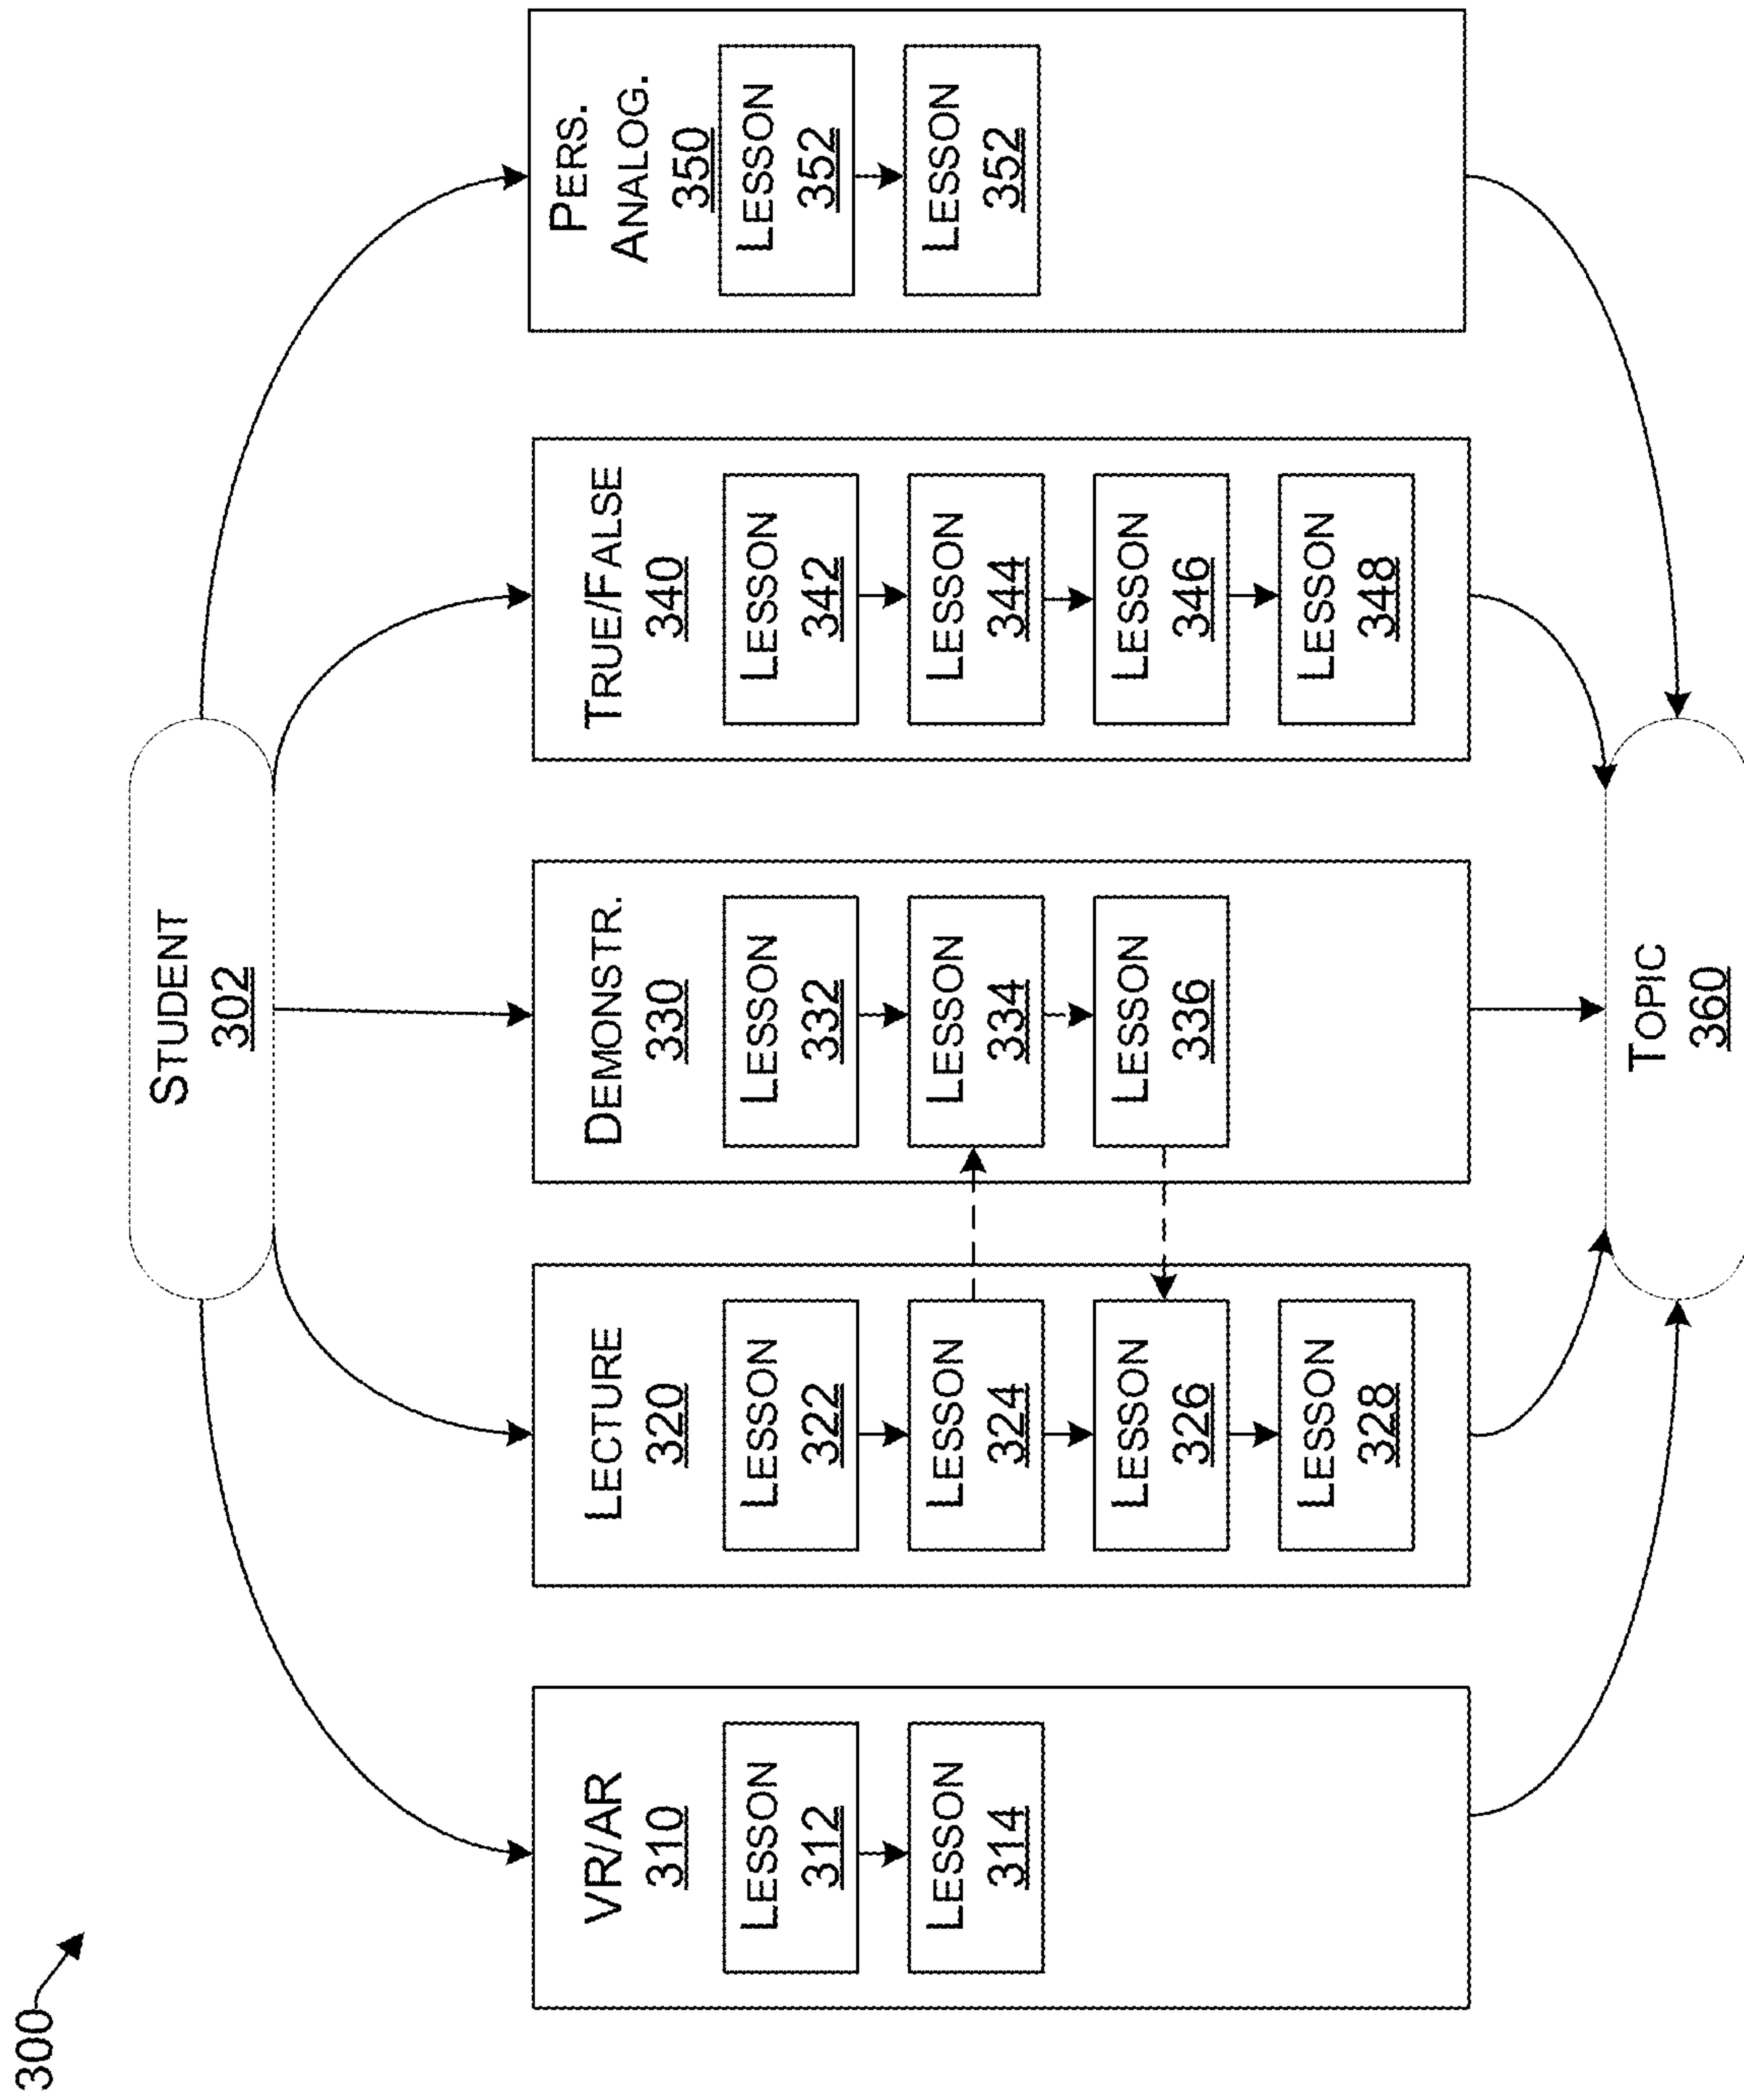 300
STUDENT
302
VR/AR
310
LESSON
312
LESSON
314
LECTURE
320
LESSON
322
LESSON
324
LESSON
326
LESSON
328
DEMONSTR.
330
LESSON
332
LESSON
334
LESSON
336
TRUE/FALSE
340
LESSON
342
LESSON
344
LESSON
346
LESSON
348
PERS.
ANALOG.
350
LESSON
352
LESSON
352
TOPIC
360